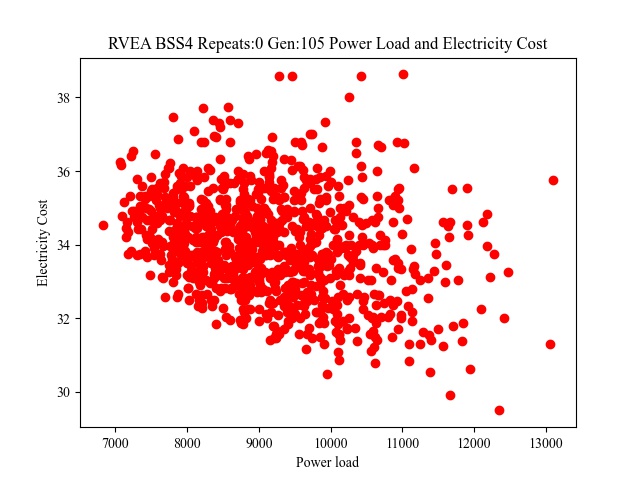 RVEA BSS4 Repeats:0 Gen:105 Power Load and Electricity Cost
Electricity Cost
38
36
34
32
30
7000 8000 9000 10000 11000 12000 13000
Power load